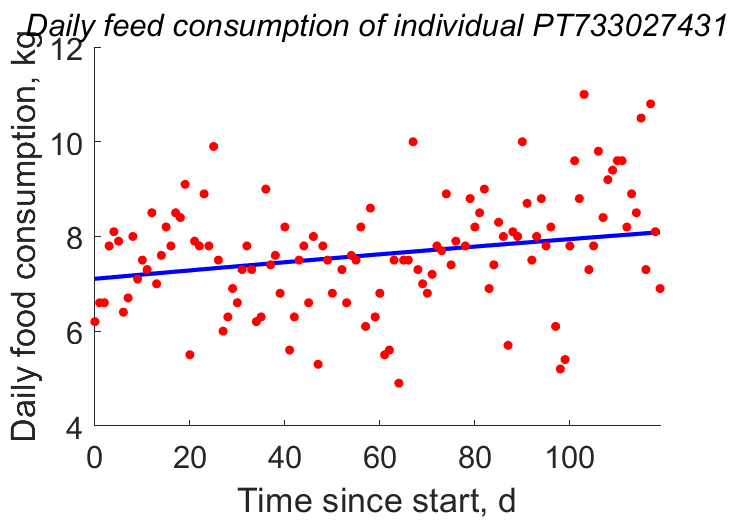 Daily feed consumption of individual PT733027431
Daily food consumption, kg
12
10
8
6
4
0 20 40 60 80 100
Time since start, d